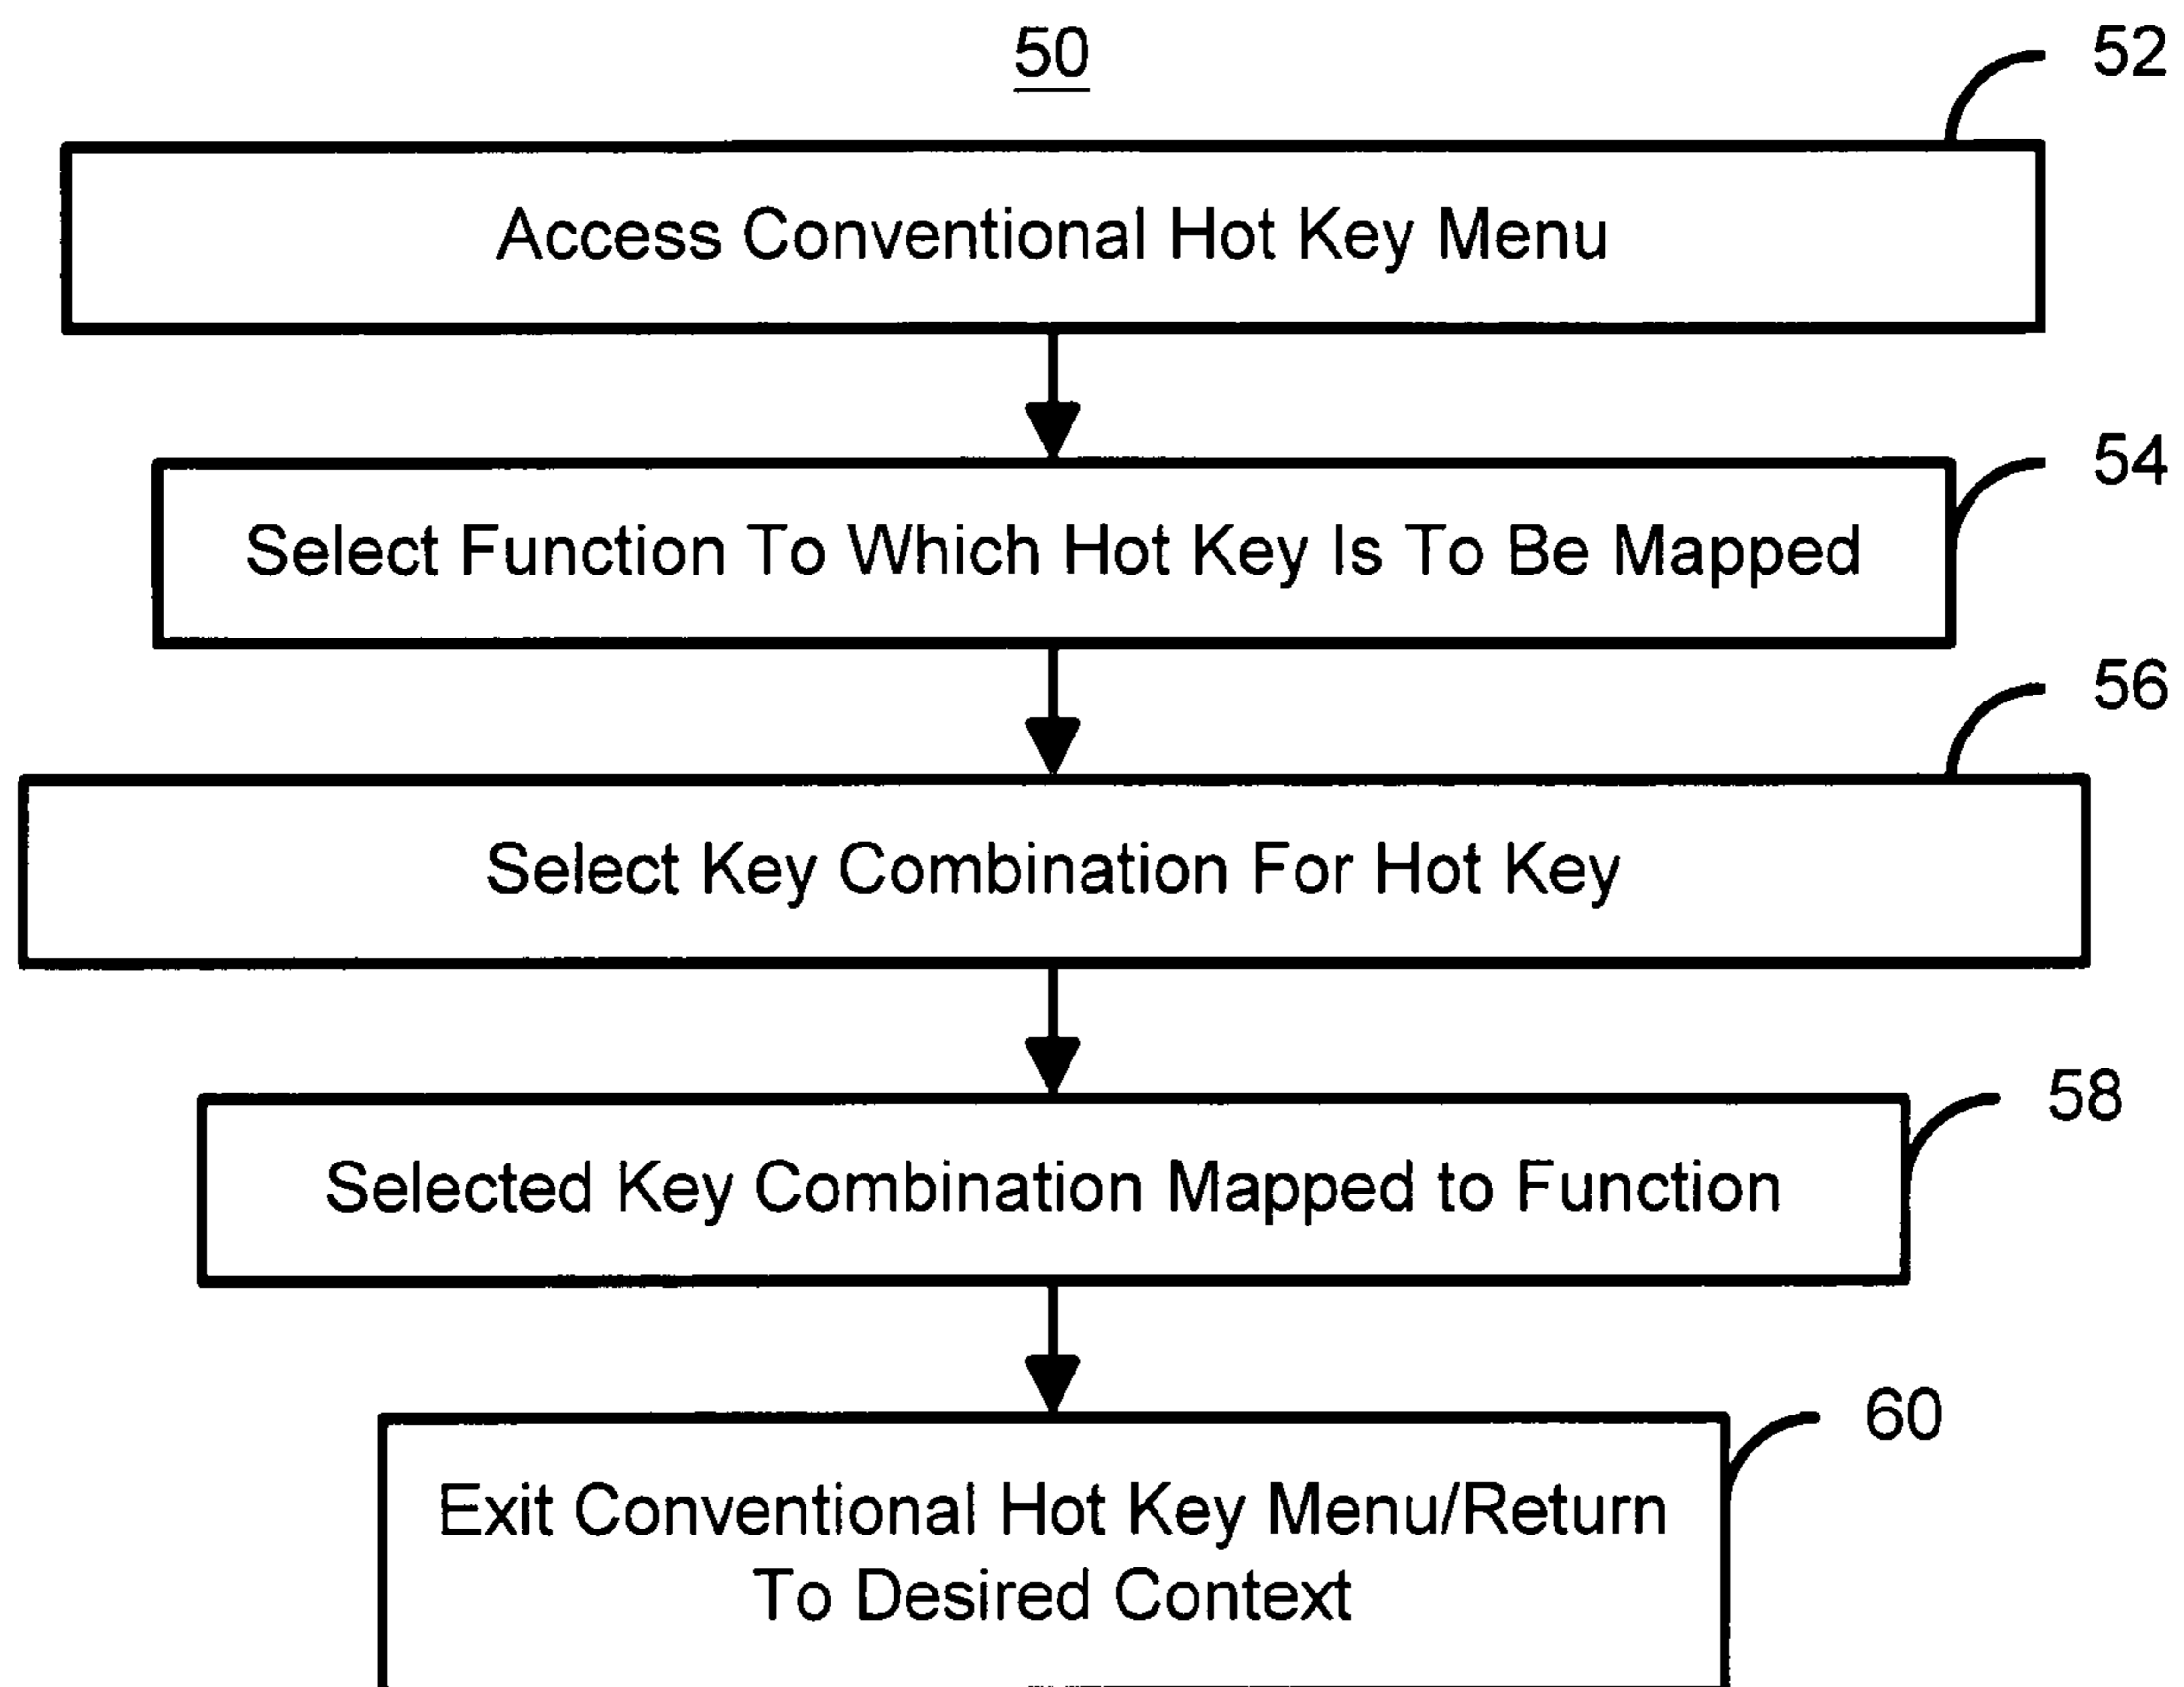 50
52
Access Conventional Hot Key Menu
54
Select Function To Which Hot Key Is To Be Mapped
56
Select Key Combination For Hot Key
58
Selected Key Combination Mapped to Function
60
Exit Conventional Hot Key Menu/Return
To Desired Context